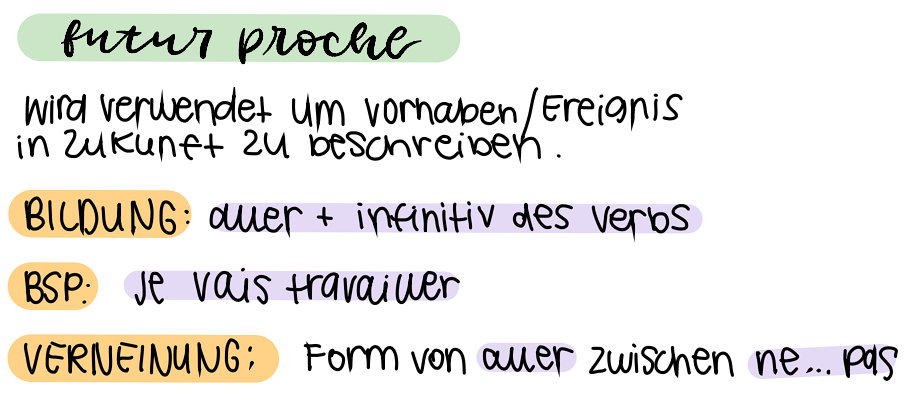 futur proche
wird verwendet um vorhaben/Ereignis
in Zukunft zu beschreiben.
BILDUNG: aller + infinitiv des verbs
BSP: Je vais travailler
VERNEINUNG: Form von aller zwischen ne... pas